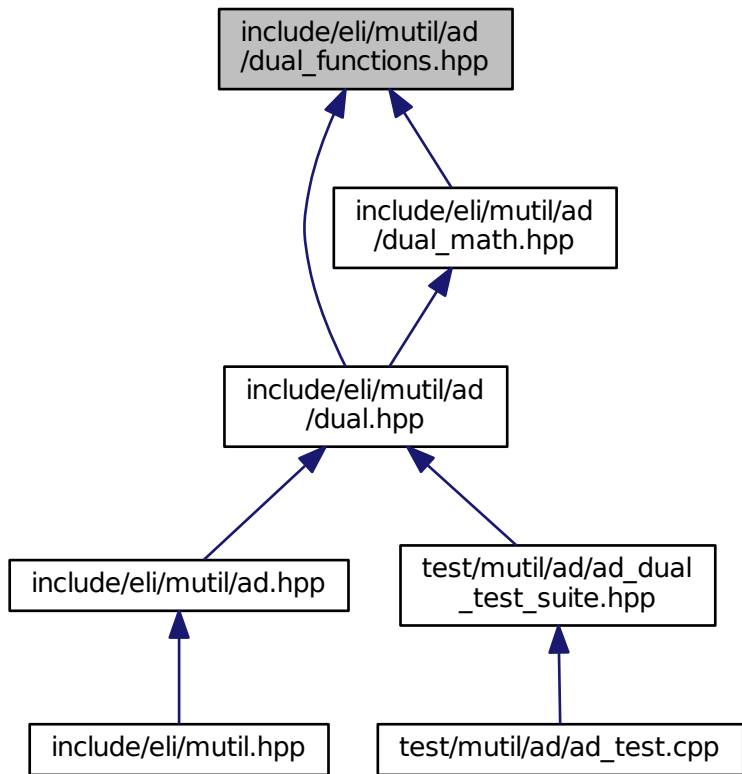 include/eli/mutil/ad
/dual_functions.hpp
include/eli/mutil/ad
/dual_math.hpp
include/eli/mutil/ad
/dual.hpp
include/eli/mutil/ad.hpp
test/mutil/ad/ad_dual
_test_suite.hpp
include/eli/mutil.hpp
test/mutil/ad/ad_test.cpp